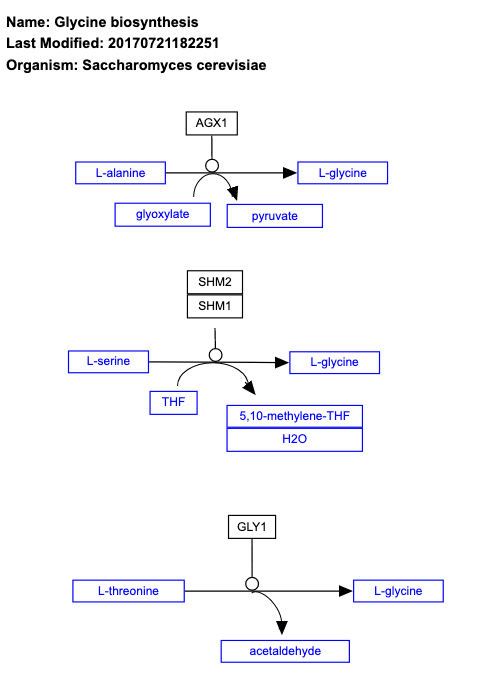 Name: Glycine biosynthesis
Last Modified: 20170721182251
Organism: Saccharomyces cerevisiae
AGX1
L-alanine
L-glycine
glyoxylate
pyruvate
SHM2
SHM1
L-serine
L-glycine
THF
5,10-methylene-THF
H2O
GLY1
L-threonine
L-glycine
acetaldehyde